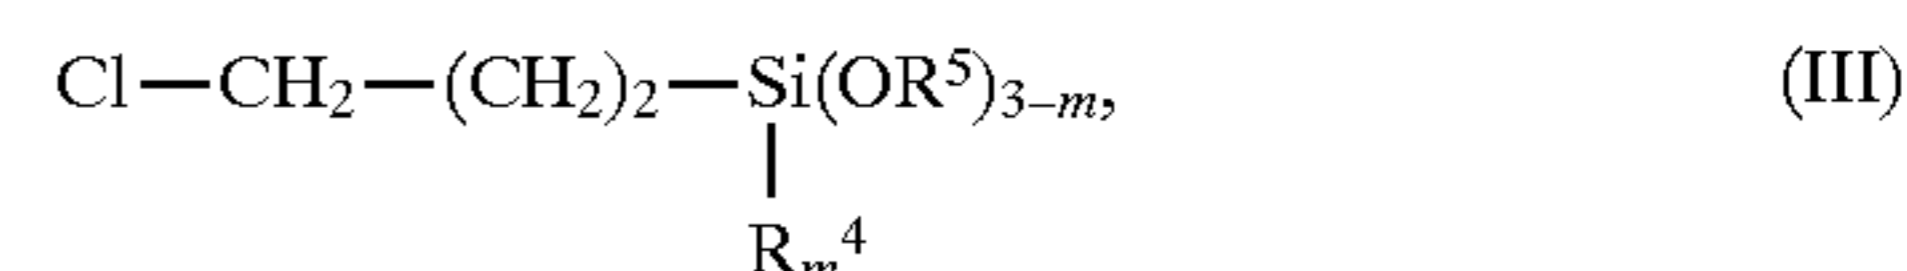 Cl—CH₂—(CH₂)₂—Si(OR⁵)₃₋ₘ, (III)
Rₘ⁴